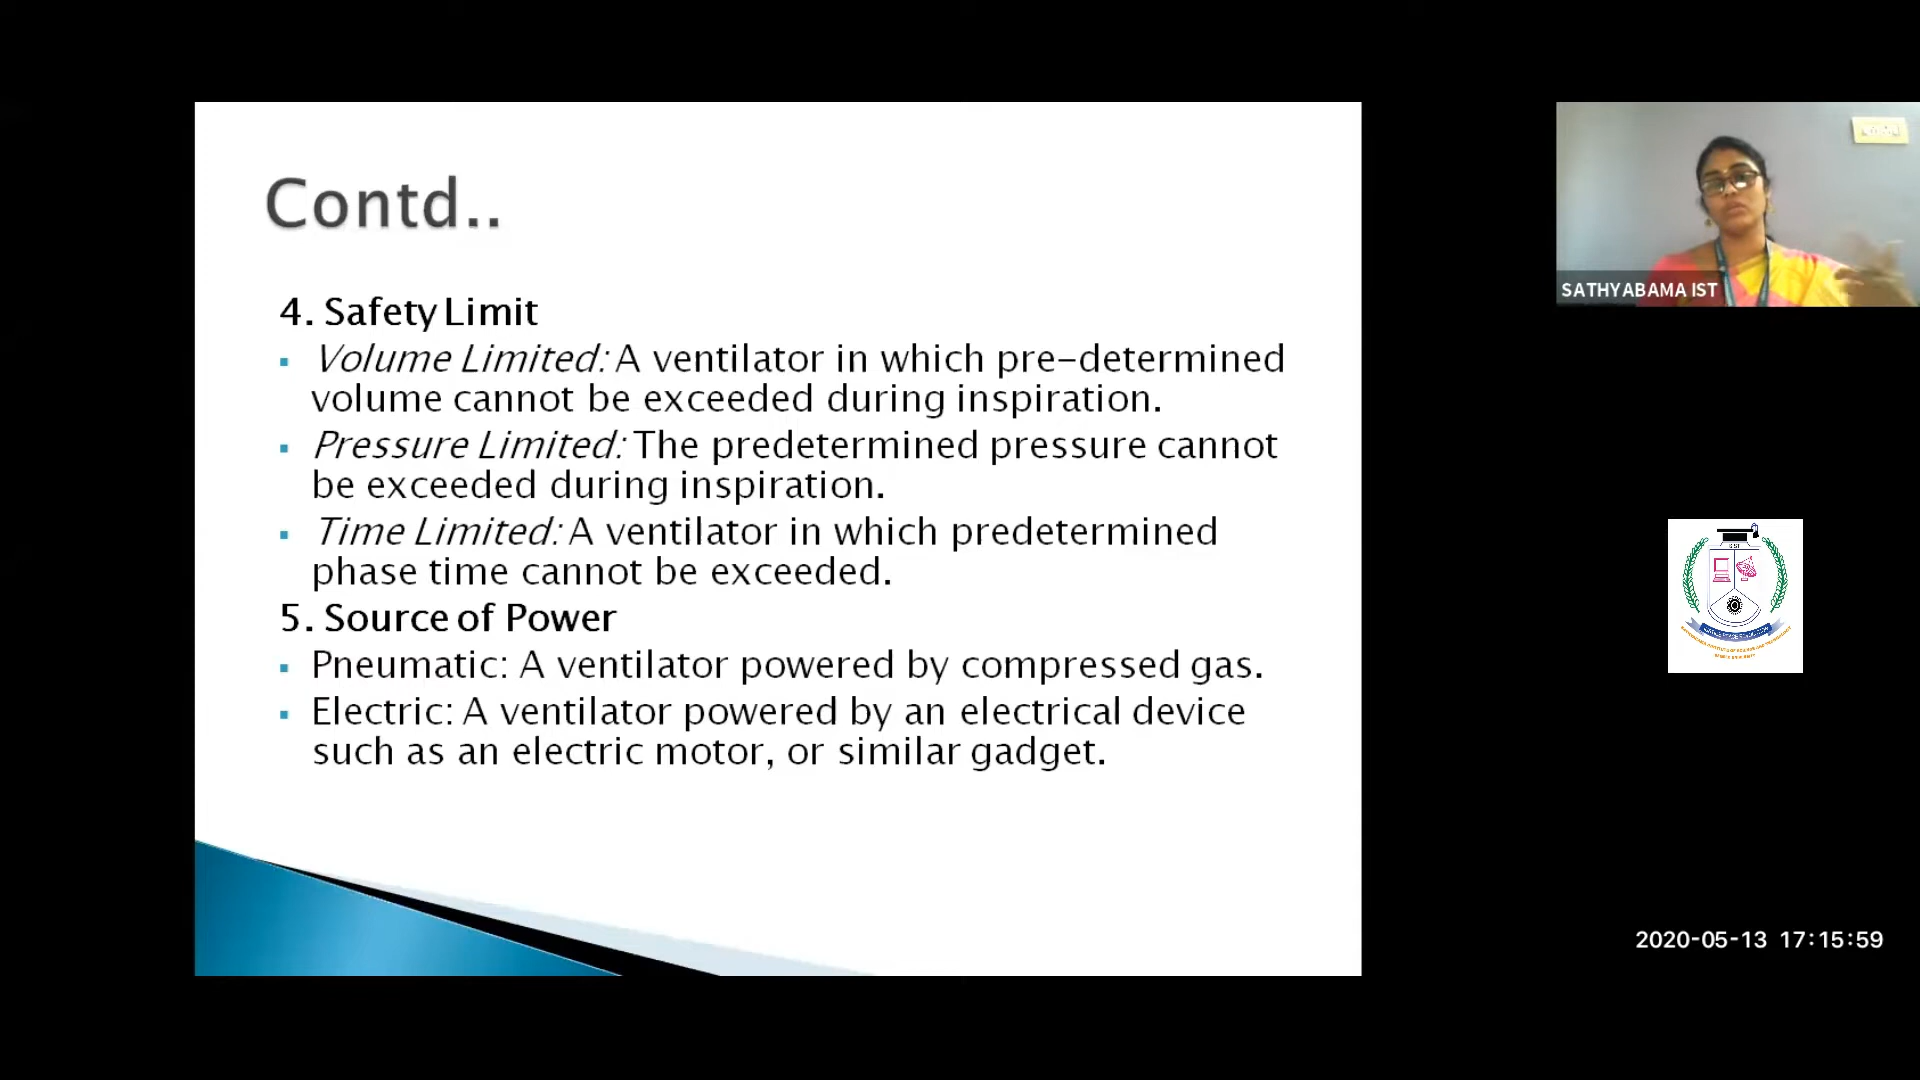 Contd..
4. Safety Limit
▪ Volume Limited: A ventilator in which pre-determined
volume cannot be exceeded during inspiration.
▪ Pressure Limited: The predetermined pressure cannot
be exceeded during inspiration.
▪ Time Limited: A ventilator in which predetermined
phase time cannot be exceeded.
5. Source of Power
▪ Pneumatic: A ventilator powered by compressed gas.
▪ Electric: A ventilator powered by an electrical device
such as an electric motor, or similar gadget.
SATHYABAMA IST
2020-05-13 17:15:59